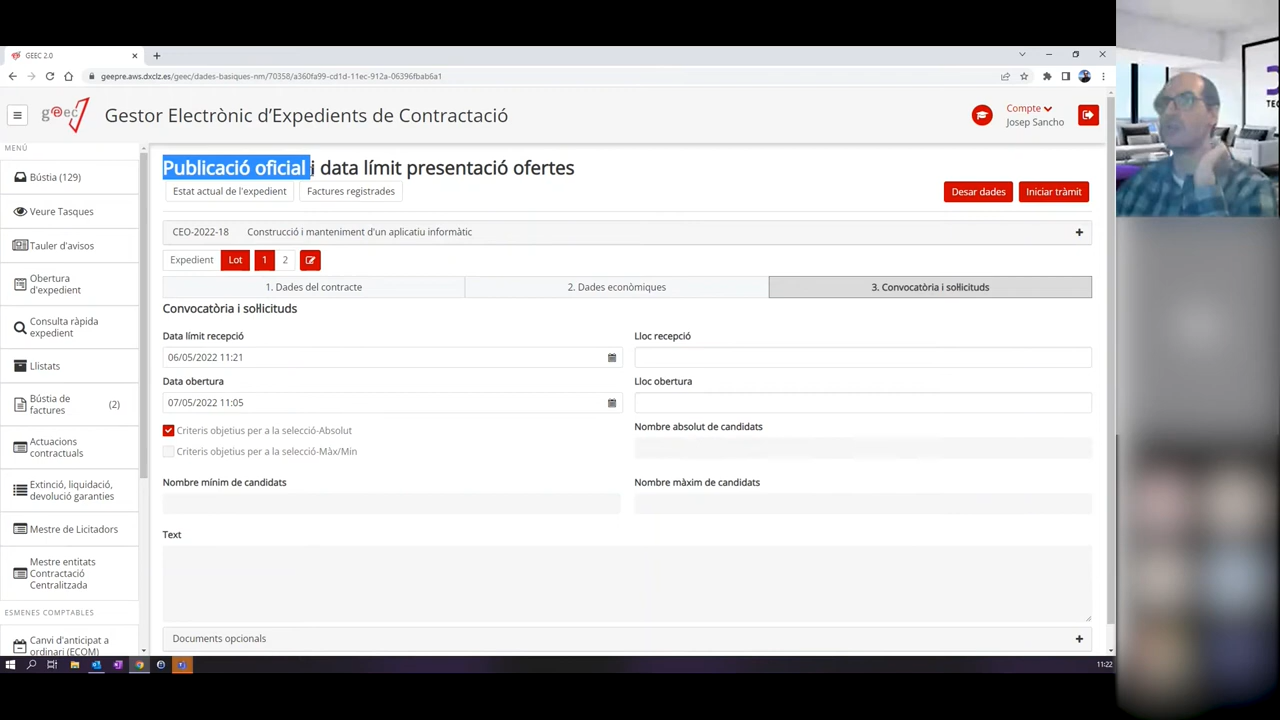 GEEC 2.0
geepre.aws.dxclz.es/geec/dades-basiques-nm/70358/a360fa99-cd1d-11ec-912a-06396fbab6a1
geec
Gestor Electrònic d'Expedients de Contractació
Compte
Josep Sancho
MENÚ
Bústia (129)
Veure Tasques
Tauler d'avisos
Obertura
d'expedient
Consulta ràpida
expedient
Llistats
Bústia de
factures (2)
Actuacions
contractuals
Extinció, liquidació,
devolució garanties
Mestre de Licitadors
Mestre entitats
Contractació
Centralitzada
ESMENES COMPTABLES
Canvi d'anticipat a
ordinari (ECOM)
Publicació oficial i data límit presentació ofertes
Estat actual de l'expedient Factures registrades Desar dades Iniciar tràmit
CEO-2022-18 Construcció i manteniment d'un aplicatiu informàtic +
Expedient Lot 1 2
1. Dades del contracte 2. Dades econòmiques 3. Convocatòria i sol·licituds
Convocatòria i sol·licituds
Data límit recepció Lloc recepció
06/05/2022 11:21
Data obertura Lloc obertura
07/05/2022 11:05
Criteris objetius per a la selecció-Absolut Nombre absolut de candidats
Criteris objetius per a la selecció-Màx/Min
Nombre mínim de candidats Nombre màxim de candidats
Text
Documents opcionals +
11:22